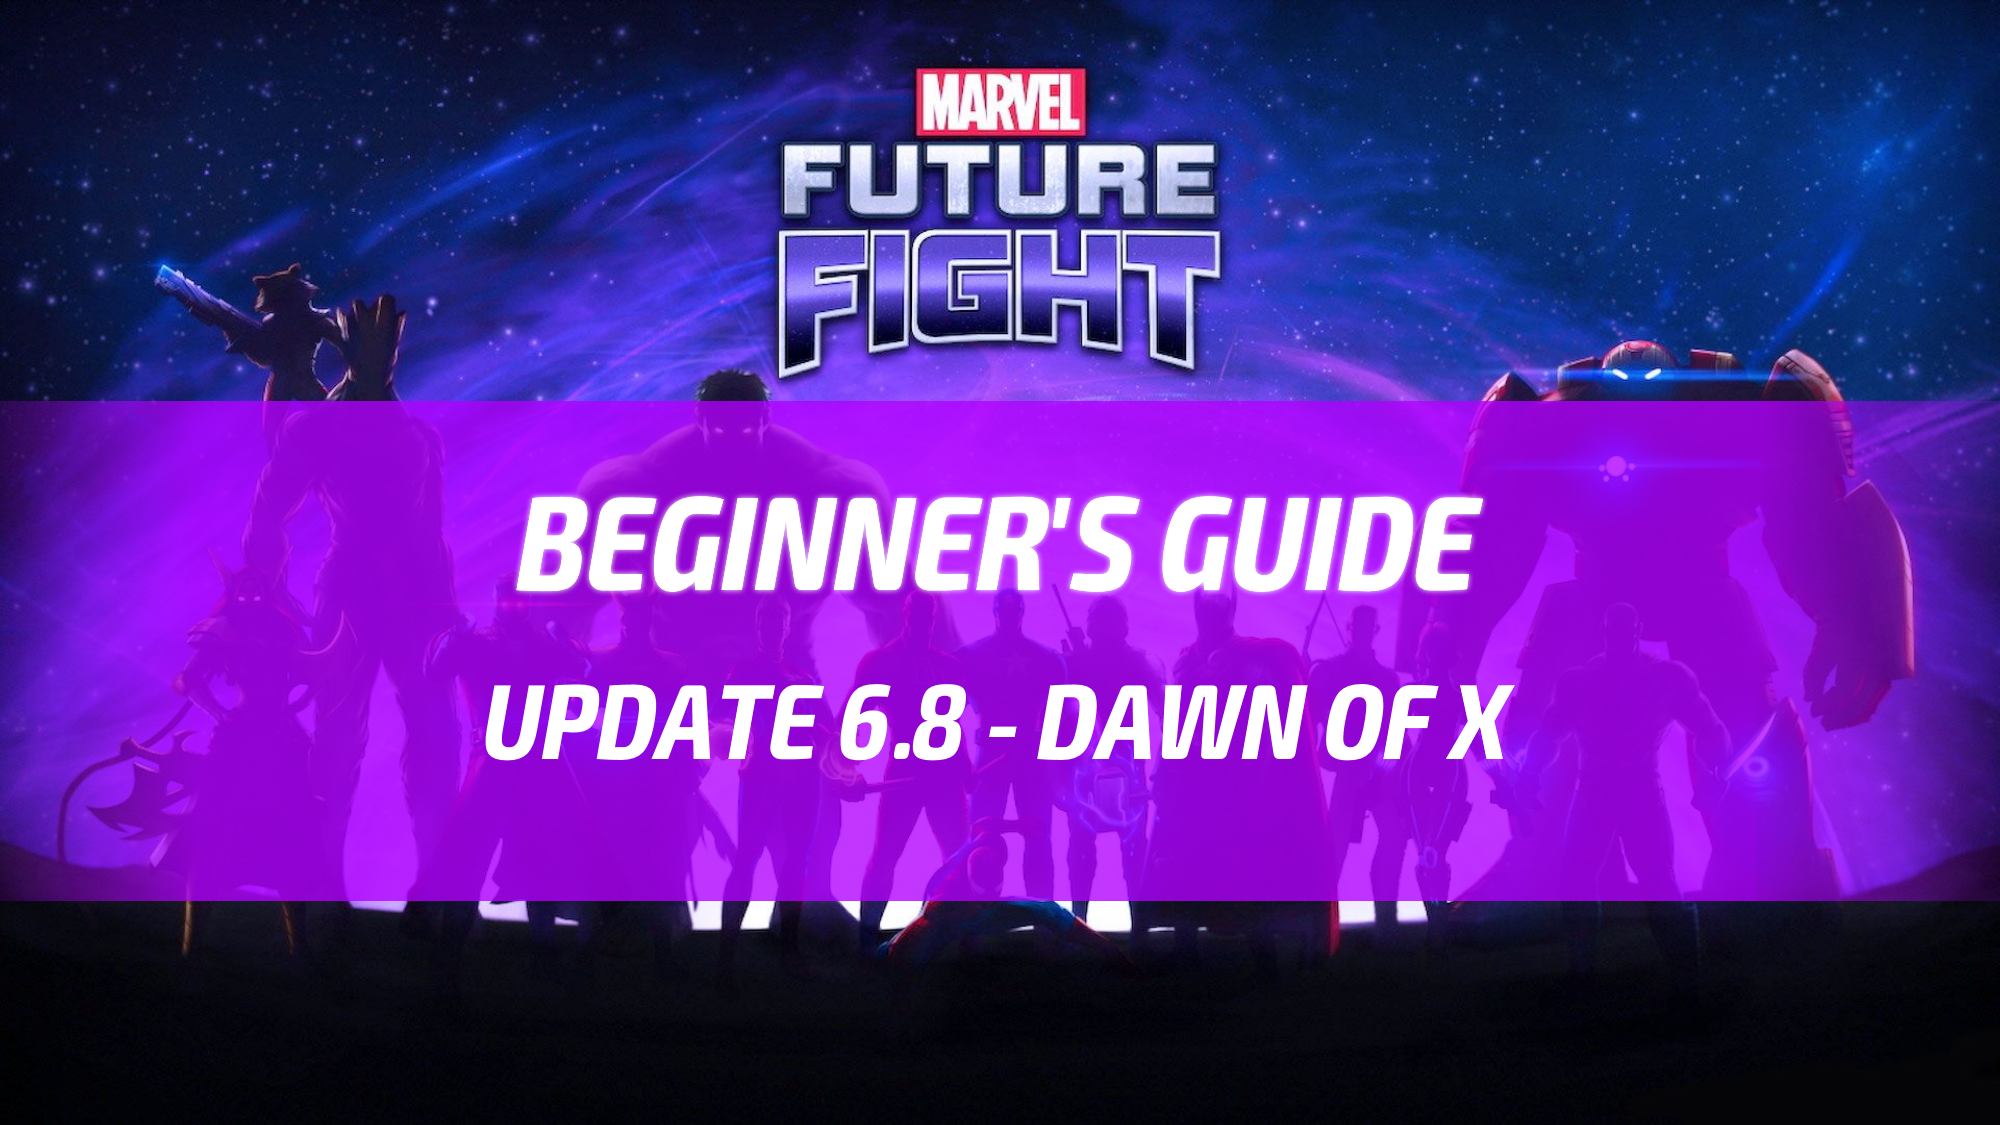 MARVEL
FUTURE
FIGHT
BEGINNER'S GUIDE
UPDATE 6.8 - DAWN OF X